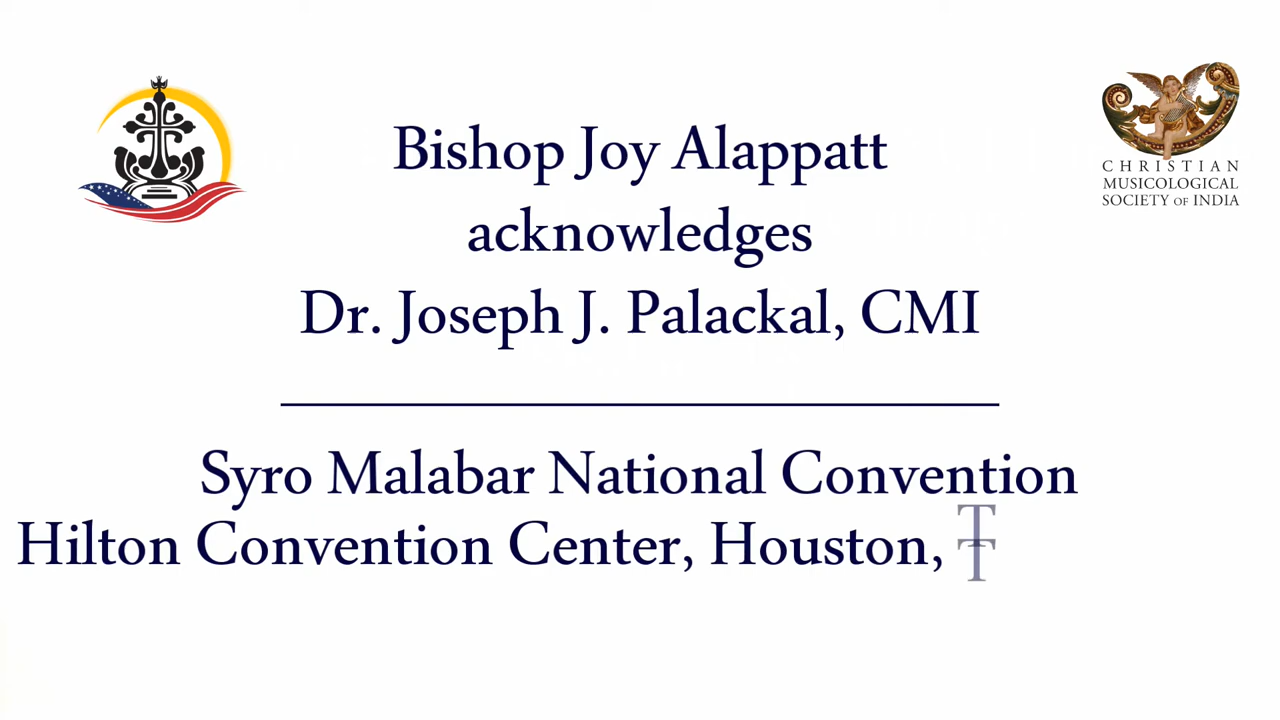 Bishop Joy Alappatt
acknowledges
Dr. Joseph J. Palackal, CMI
CHRISTIAN
MUSICOLOGICAL
SOCIETY OF INDIA
Syro Malabar National Convention
Hilton Convention Center, Houston, T